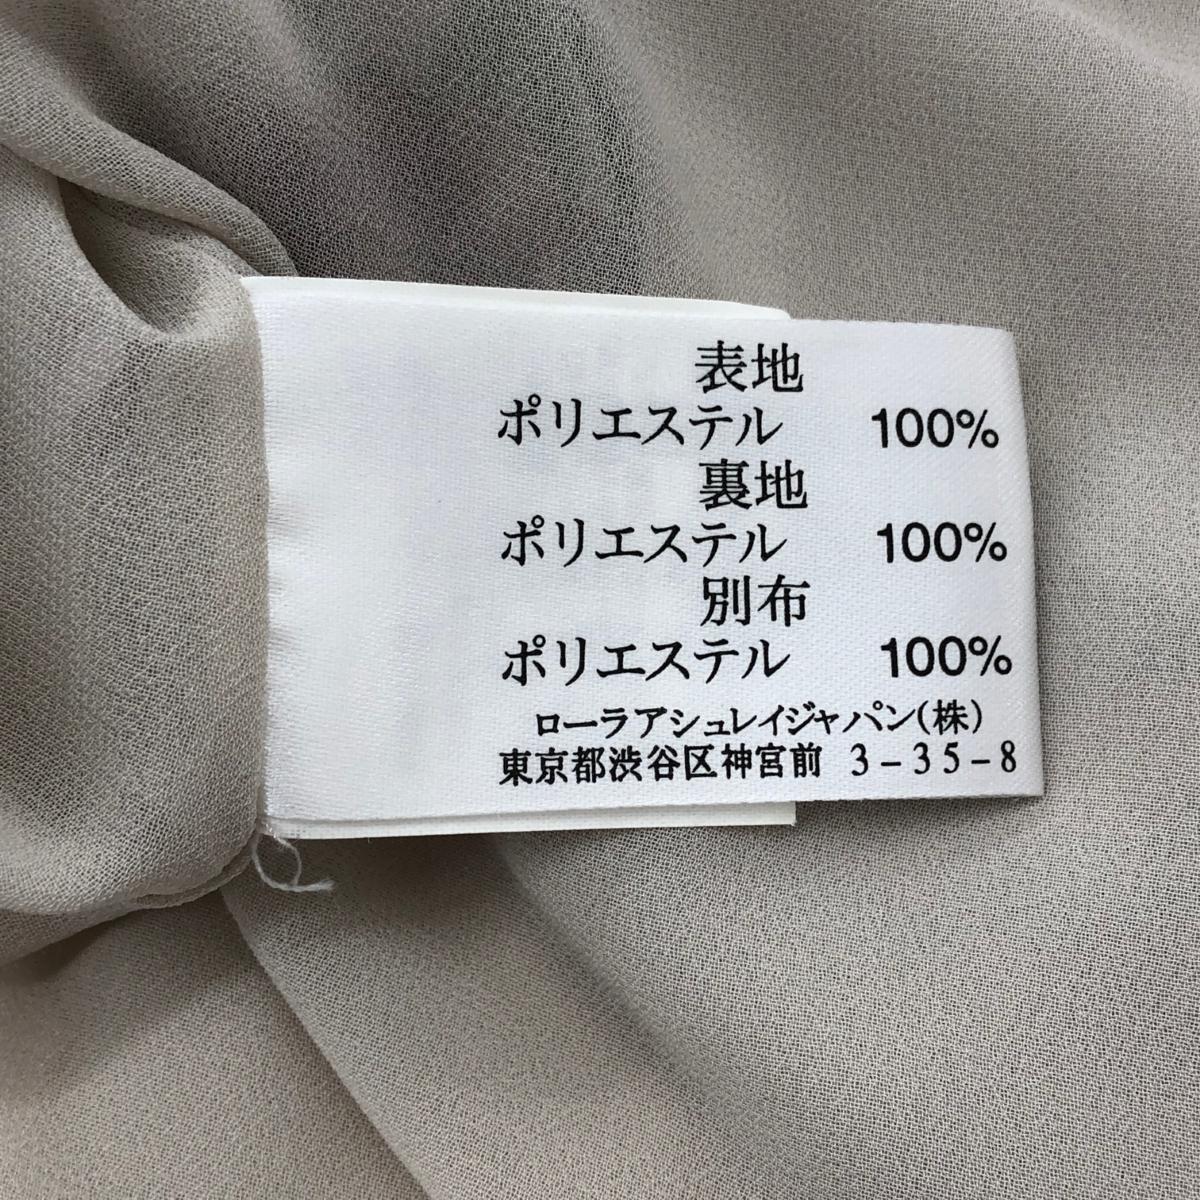 表地
ポリエステル 100%
裏地
ポリエステル 100%
別布
ポリエステル 100%
ローラアシュレイジャパン(株)
東京都渋谷区神宮前 3-35-8